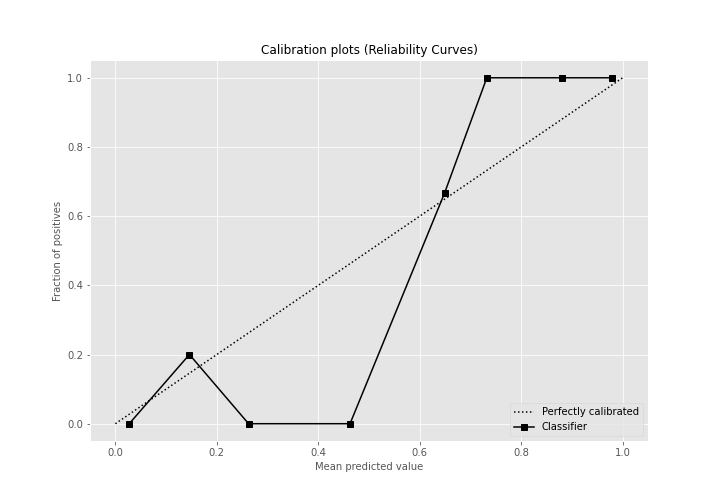 Calibration plots (Reliability Curves)
1.0
0.8
0.6
0.4
0.2
0.0
Fraction of positives
0.0 0.2 0.4 0.6 0.8 1.0
Mean predicted value
Perfectly calibrated
Classifier